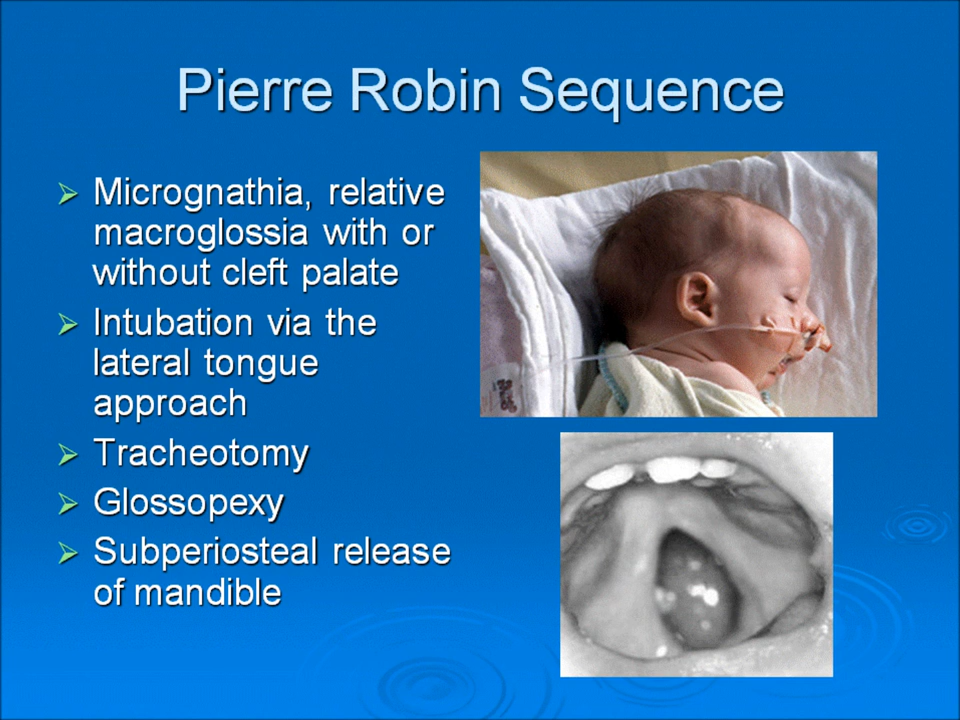 Pierre Robin Sequence
Micrognathia, relative
macroglossia with or
without cleft palate
Intubation via the
lateral tongue
approach
Tracheotomy
Glossopexy
Subperiosteal release
of mandible